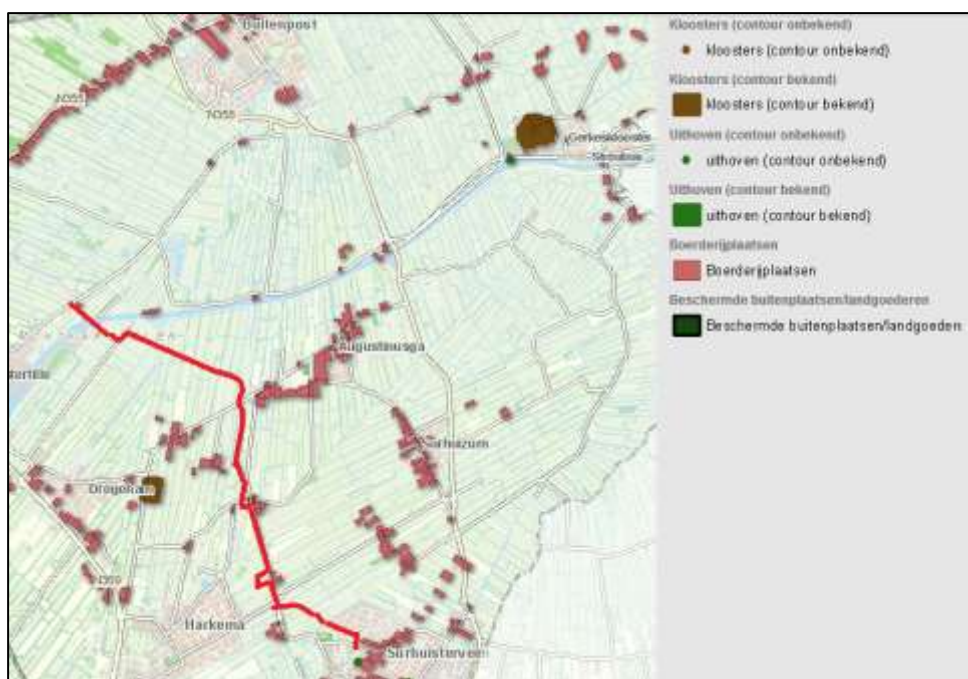 Buitenpost
N355
N355
Gerkesklooster
Augustinusga
Surhuizum
Harkema
Surhuisterveen
Kloosters (contour onbekend)
kloosters (contour onbekend)
Kloosters (contour bekend)
kloosters (contour bekend)
Uithoven (contour onbekend)
uithoven (contour onbekend)
Uithoven (contour bekend)
uithoven (contour bekend)
Boerderijplaatsen
Boerderijplaatsen
Beschermde buitenplaatsen/landgoederen
Beschermde buitenplaatsen/landgoeden